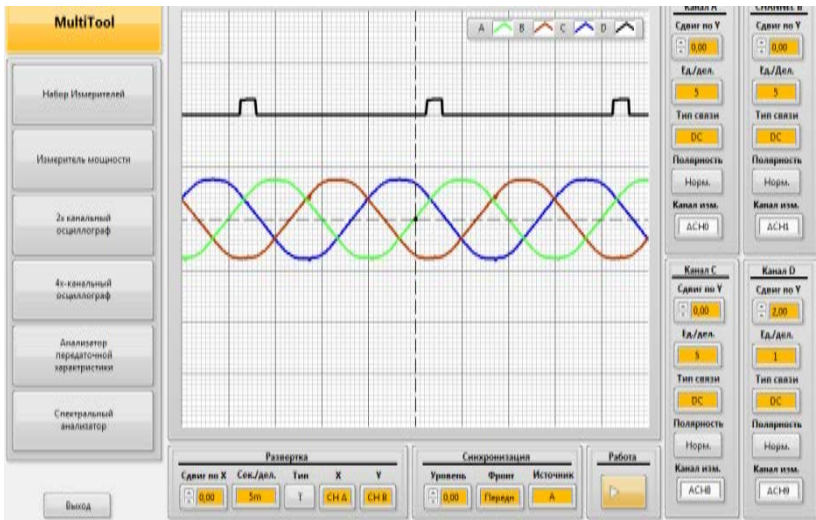 MultiTool
Набор Измерителей
Измеритель мощности
2х канальный
осциллограф
4х-канальный
осциллограф
Анализатор
передаточной
характристики
Спектральный
анализатор
Выход
A B C D
Канал A
Сдвиг по Y
0,00
Ед/дел.
5
Тип связи
DC
Полярность
Норм.
Канал изм.
ACH0
CHANNEL B
Сдвиг по Y
0,00
Ед/Дел.
5
Тип связи
DC
Полярность
Норм.
Канал изм.
ACH1
Канал C
Сдвиг по Y
0,00
Ед/дел.
5
Тип связи
DC
Полярность
Норм.
Канал изм.
ACH8
Канал D
Сдвиг по Y
2,00
Ед/дел.
1
Тип связи
DC
Полярность
Норм.
Канал изм.
ACH9
Развертка
Сдвиг по X Сек./дел. Тип X Y
0,00 5m T CH A CH B
Синхронизация
Уровень Фронт Источник
0,00 Передн A
Работа